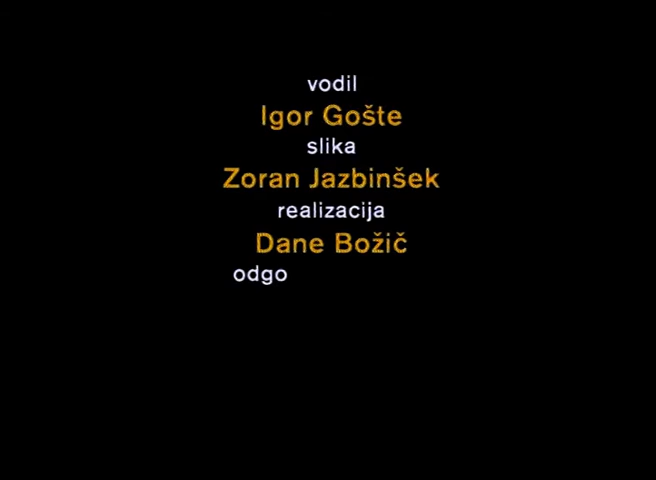 vodil
Igor Gošte
slika
Zoran Jazbinšek
realizacija
Dane Božič
odgo